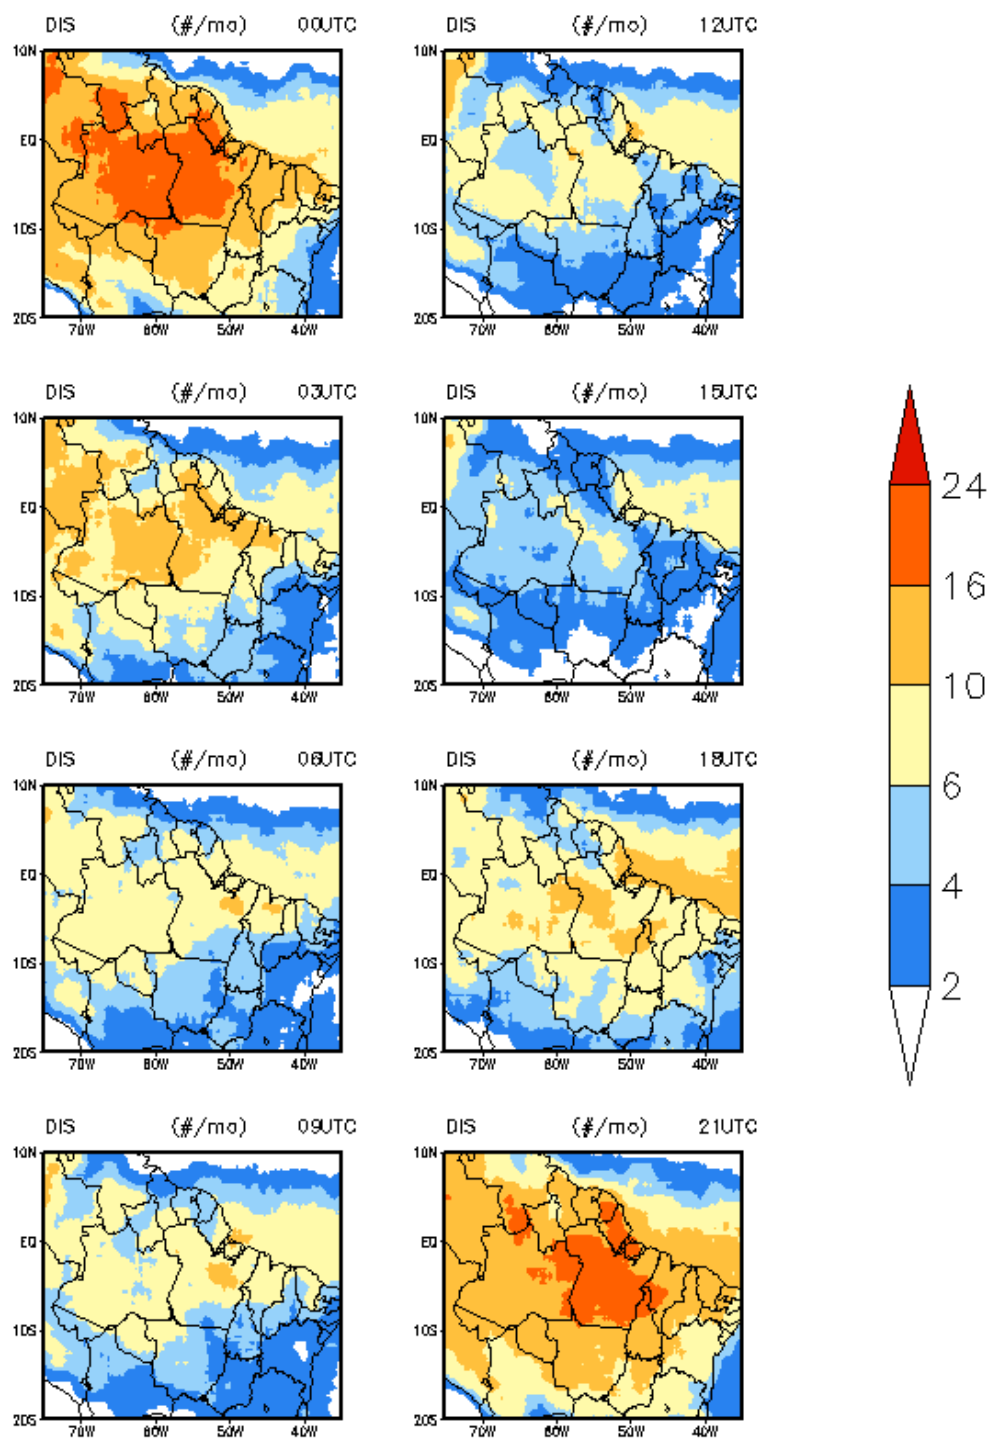 DIS (#/mo) 00UTC
10N
EQ
10S
20S
70W 60W 50W 40W
DIS (#/mo) 12UTC
10N
EQ
10S
20S
70W 60W 50W 40W
DIS (#/mo) 03UTC
10N
EQ
10S
20S
70W 60W 50W 40W
DIS (#/mo) 15UTC
10N
EQ
10S
20S
70W 60W 50W 40W
DIS (#/mo) 06UTC
10N
EQ
10S
20S
70W 60W 50W 40W
DIS (#/mo) 18UTC
10N
EQ
10S
20S
70W 60W 50W 40W
DIS (#/mo) 09UTC
10N
EQ
10S
20S
70W 60W 50W 40W
DIS (#/mo) 21UTC
10N
EQ
10S
20S
70W 60W 50W 40W
24
16
10
6
4
2